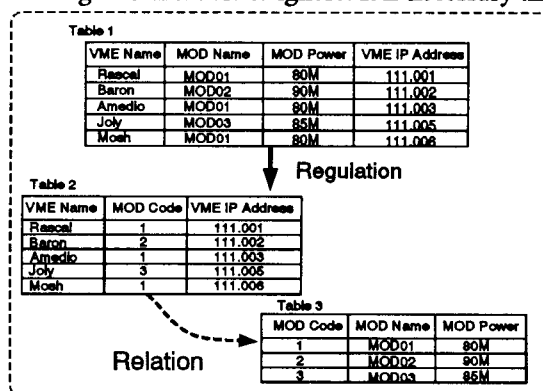 Table 1
VME Name MOD Name MOD Power VME IP Address
Rascal MOD01 80M 111.001
Baron MOD02 90M 111.002
Amedio MOD01 80M 111.003
Joly MOD03 85M 111.005
Mosh MOD01 80M 111.006
Regulation
Table 2
VME Name MOD Code VME IP Address
Rascal 1 111.001
Baron 2 111.002
Amedio 1 111.003
Joly 3 111.005
Mosh 1 111.006
Table 3
MOD Code MOD Name MOD Power
1 MOD01 80M
2 MOD02 90M
3 MOD03 85M
Relation